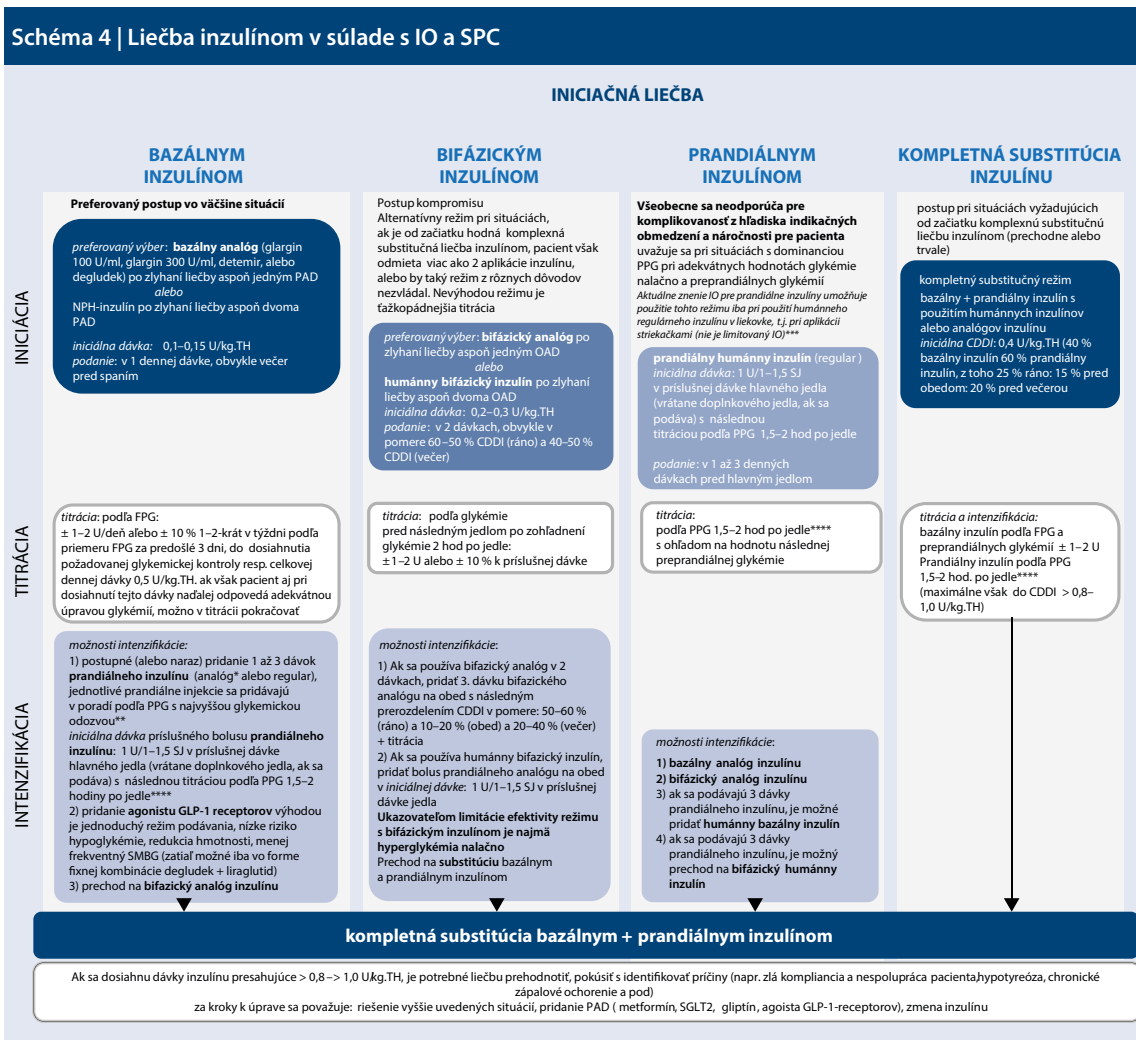 Schéma 4 | Liečba inzulínom v súlade s IO a SPC
INICIAČNÁ LIEČBA
BAZÁLNYM
INZULÍNOM
BIFÁZICKÝM
INZULÍNOM
PRANDIÁLNYM
INZULÍNOM
KOMPLETNÁ SUBSTITÚCIA
INZULÍNU
INICIÁCIA
Preferovaný postup vo väčšine situácií
preferovaný výber: bazálny analóg (glargin
100 U/ml, glargin 300 U/ml, detemir, alebo
degludek) po zlyhaní liečby aspoň jedným PAD
alebo
NPH-inzulín po zlyhaní liečby aspoň dvoma
PAD
iniciálna dávka: 0,1–0,15 U/kg.TH
podanie: v 1 dennej dávke, obvykle večer
pred spaním
Postup kompromisu
Alternatívny režim pri situáciách,
ak je od začiatku hodná komplexná
substitučná liečba inzulínom, pacient však
odmieta viac ako 2 aplikácie inzulínu,
alebo by taký režim z rôznych dôvodov
nezvládal. Nevýhodou režimu je
ťažkopádnejšia titrácia
preferovaný výber: bifázický analóg po
zlyhaní liečby aspoň jedným OAD
alebo
humánny bifázický inzulín po zlyhaní
liečby aspoň dvoma OAD
iniciálna dávka: 0,2–0,3 U/kg.TH
podanie: v 2 dávkach, obvykle v
pomere 60–50 % CDDI (ráno) a 40–50 %
CDDI (večer)
Všeobecne sa neodporúča pre
komplikovanosť z hľadiska indikačných
obmedzení a náročnosti pre pacienta
uvažuje sa pri situáciách s dominanciou
PPG pri adekvátnych hodnotách glykémie
nalačno a preprandiálnych glykémií
Aktuálne znenie IO pre prandiálne inzulíny umožňuje
použitie tohto režimu iba pri použití humánneho
regulárneho inzulínu v liekovke, t.j. pri aplikácii
striekačkami (nie je limitovaný IO)***
prandiálny humánny inzulín (regular )
iniciálna dávka: 1 U/1–1,5 SJ
v príslušnej dávke hlavného jedla
(vrátane doplnkového jedla, ak sa
podáva) s následnou
titráciou podľa PPG 1,5–2 hod po jedle
podanie: v 1 až 3 denných
dávkach pred hlavným jedlom
postup pri situáciách vyžadujúcich
od začiatku komplexnú substitučnú
liečbu inzulínom (prechodne alebo
trvale)
kompletný substitučný režim
bazálny + prandiálny inzulín s
použitím humánnych inzulínov
alebo analógov inzulínu
iniciálna CDDI: 0,4 U/kg.TH (40 %
bazálny inzulín 60 % prandiálny
inzulín, z toho 25 % ráno: 15 % pred
obedom: 20 % pred večerou
TITRÁCIA
titrácia: podľa FPG:
± 1–2 U/deň aľebo ± 10 % 1–2-krát v týždni podľa
priemeru FPG za predošlé 3 dni, do dosiahnutia
požadovanej glykemickej kontroly resp. celkovej
dennej dávky 0,5 U/kg.TH. ak však pacient aj pri
dosiahnutí tejto dávky naďalej odpovedá adekvátnou
úpravou glykémií, možno v titrácii pokračovať
titrácia: podľa glykémie
pred následným jedlom po zohľadnení
glykémie 2 hod po jedle:
± 1–2 U alebo ± 10 % k príslušnej dávke
titrácia:
podľa PPG 1,5–2 hod po jedle****
s ohľadom na hodnotu následnej
preprandiálnej glykémie
titrácia a intenzifikácia:
bazálny inzulín podľa FPG a
preprandiálnych glykémií ± 1–2 U
Prandiálny inzulín podľa PPG
1,5–2 hod. po jedle****
(maximálne však do CDDI > 0,8–
1,0 U/kg.TH)
INTENZIFIKÁCIA
možnosti intenzifikácie:
1) postupné (alebo naraz) pridanie 1 až 3 dávok
prandiálneho inzulínu (analóg* alebo regular),
jednotlivé prandiálne injekcie sa pridávajú
v poradí podľa PPG s najvyššou glykemickou
odozvou**
iniciálna dávka príslušného bolusu prandiálneho
inzulínu: 1 U/1–1,5 SJ v príslušnej dávke
hlavného jedla (vrátane doplnkového jedla, ak sa
podáva) s následnou titráciou podľa PPG 1,5–2
hodiny po jedle****
2) pridanie agonistu GLP-1 receptorov výhodou
je jednoduchý režim podávania, nízke riziko
hypoglykémie, redukcia hmotnosti, menej
frekventný SMBG (zatiaľ možné iba vo forme
fixnej kombinácie degludek + liraglutid)
3) prechod na bifazický analóg inzulínu
možnosti intenzifikácie:
1) Ak sa používa bifazický analóg v 2
dávkach, pridať 3. dávku bifazického
analógu na obed s následným
prerozdelením CDDI v pomere: 50–60 %
(ráno) a 10–20 % (obed) a 20–40 % (večer)
+ titrácia
2) Ak sa používa humánny bifazický inzulín,
pridať bolus prandiálneho analógu na obed
v iniciálnej dávke: 1 U/1–1,5 SJ v príslušnej
dávke jedla
Ukazovateľom limitácie efektivity režimu
s bifázickým inzulínom je najmä
hyperglykémia nalačno
Prechod na substitúciu bazálnym
a prandiálnym inzulínom
možnosti intenzifikácie:
1) bazálny analóg inzulínu
2) bifázický analóg inzulínu
3) ak sa podávajú 3 dávky
prandiálneho inzulínu, je možné
pridať humánny bazálny inzulín
4) ak sa podávajú 3 dávky
prandiálneho inzulínu, je možný
prechod na bifázický humánny
inzulín
kompletná substitúcia bazálnym + prandiálnym inzulínom
Ak sa dosiahnu dávky inzulínu presahujúce > 0,8 –> 1,0 U/kg.TH, je potrebné liečbu prehodnotiť, pokúsiť s identifikovať príčiny (napr. zlá kompliancia a nespolupráca pacienta,hypotyreóza, chronické
zápalové ochorenie a pod)
za kroky k úprave sa považuje: riešenie vyššie uvedených situácií, pridanie PAD ( metformín, SGLT2, gliptín, agoista GLP-1-receptorov), zmena inzulínu